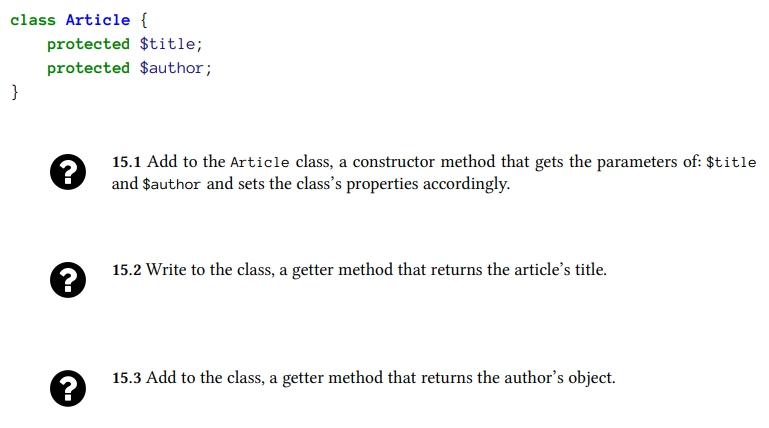 class Article {
    protected $title;
    protected $author;
}
15.1 Add to the Article class, a constructor method that gets the parameters of: $title
and $author and sets the class’s properties accordingly.
15.2 Write to the class, a getter method that returns the article’s title.
15.3 Add to the class, a getter method that returns the author’s object.